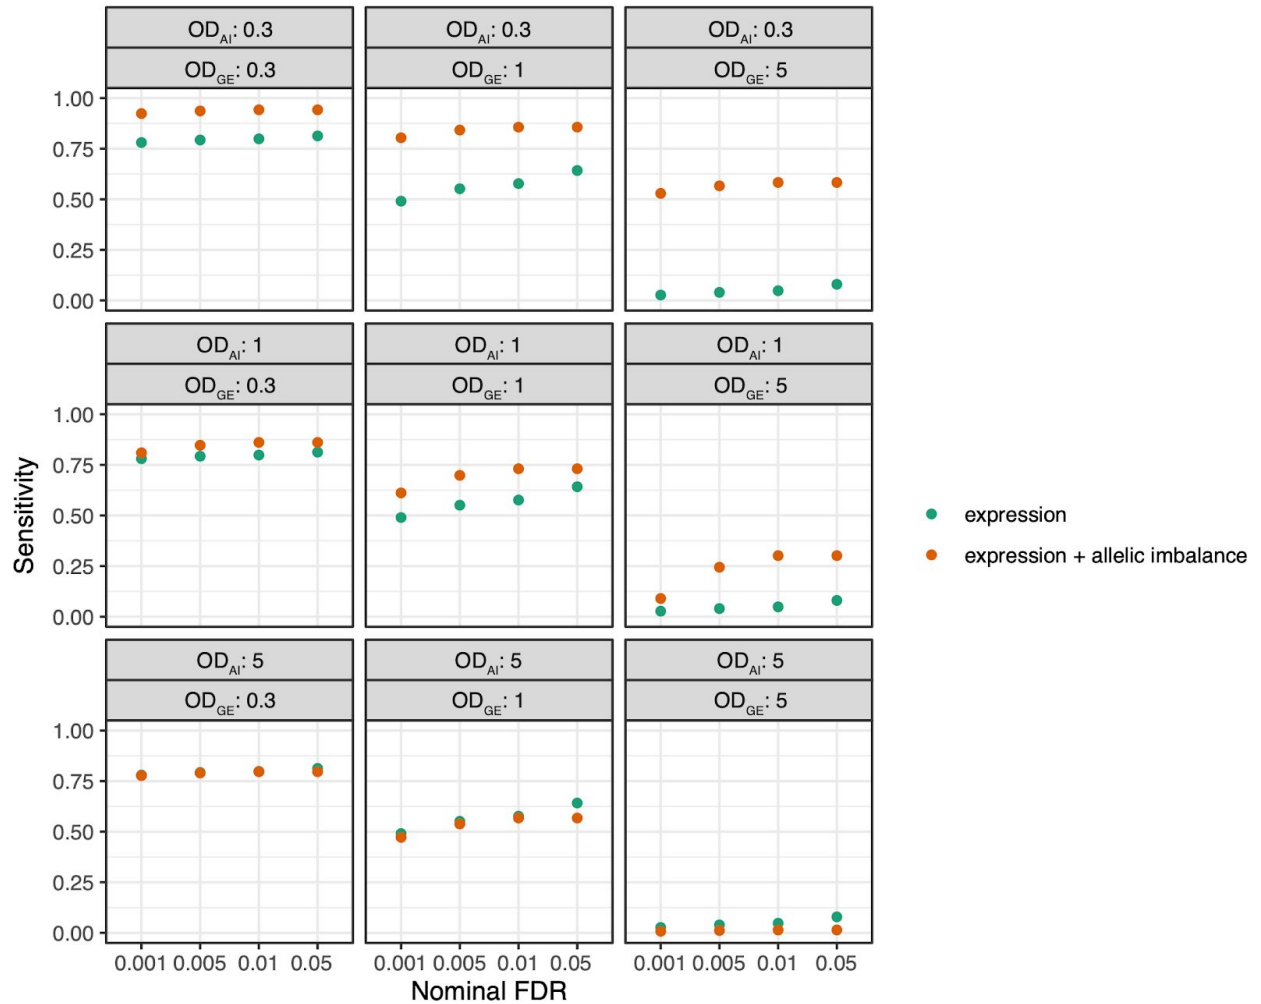 OD_AI: 0.3 OD_AI: 0.3 OD_AI: 0.3
OD_GE: 0.3 OD_GE: 1 OD_GE: 5
1.00
0.75
0.50
0.25
0.00
OD_AI: 1 OD_AI: 1 OD_AI: 1
OD_GE: 0.3 OD_GE: 1 OD_GE: 5
1.00
0.75
0.50
0.25
0.00
Sensitivity
expression
expression + allelic imbalance
OD_AI: 5 OD_AI: 5 OD_AI: 5
OD_GE: 0.3 OD_GE: 1 OD_GE: 5
1.00
0.75
0.50
0.25
0.00
0.001 0.005 0.01 0.05 0.001 0.005 0.01 0.05 0.001 0.005 0.01 0.05
Nominal FDR